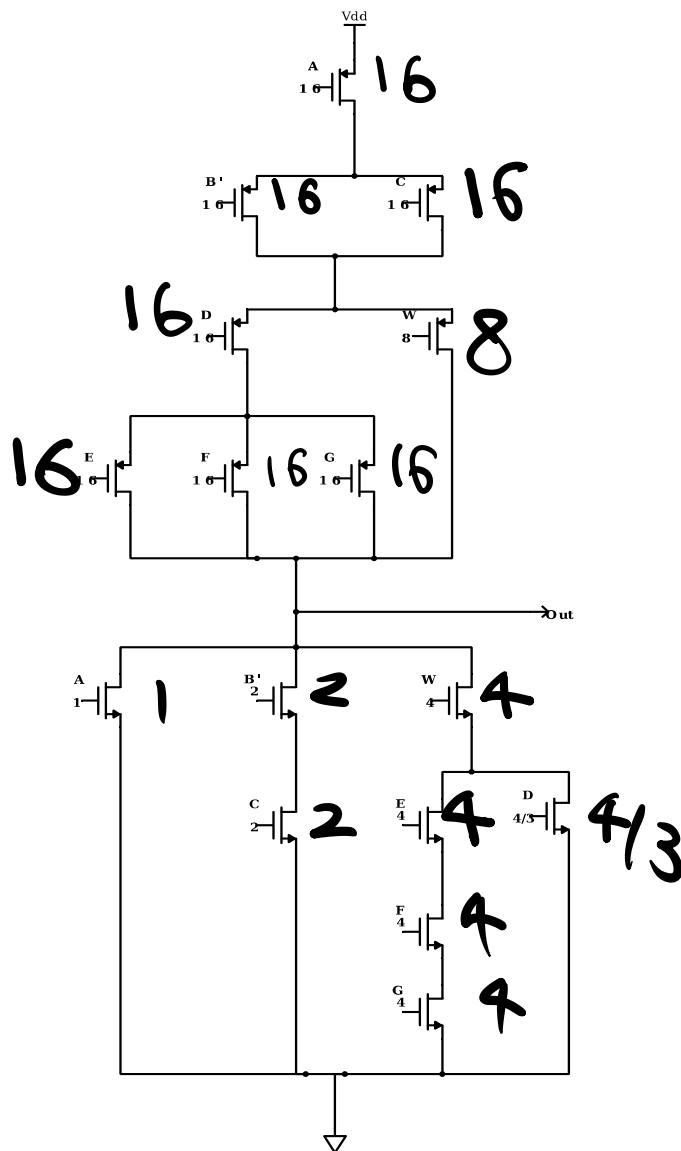 Vdd
A
16 16
B' C
16 16 16 16
16 D W
16 8 8
16 E F G
16 16 16 16 16
Out
A B' W
1 1 2 2 4 4
C E D
2 2 4 4 4/3 4/3
F
4 4
G
4 4